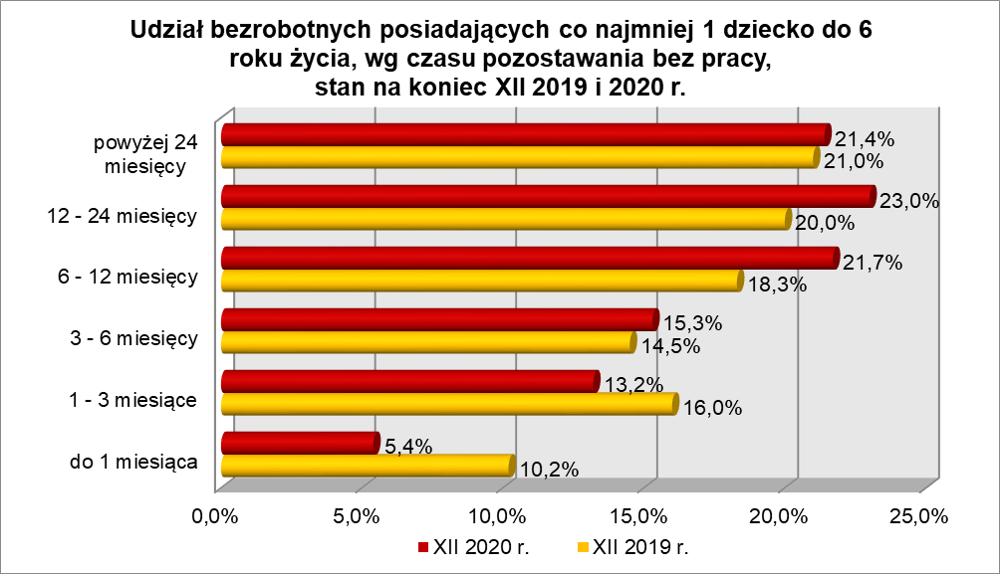 Udział bezrobotnych posiadających co najmniej 1 dziecko do 6
roku życia, wg czasu pozostawania bez pracy,
stan na koniec XII 2019 i 2020 r.
powyżej 24
miesięcy
21,4%
21,0%
12 - 24 miesięcy
23,0%
20,0%
6 - 12 miesięcy
21,7%
18,3%
3 - 6 miesięcy
15,3%
14,5%
1 - 3 miesiące
13,2%
16,0%
do 1 miesiąca
5,4%
10,2%
0,0% 5,0% 10,0% 15,0% 20,0% 25,0%
XII 2020 r. XII 2019 r.